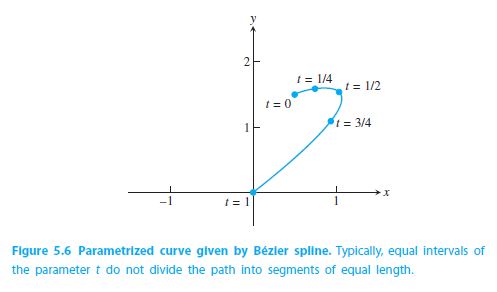 y
2
t = 1/4
t = 1/2
t = 0
1
t = 3/4
x
−1
t = 1
1
Figure 5.6 Parametrized curve given by Bézier spline. Typically, equal intervals of
the parameter t do not divide the path into segments of equal length.